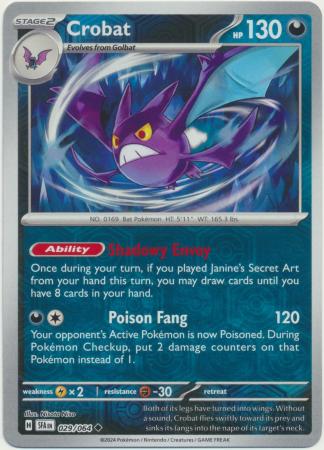 STAGE2
Crobat
HP 130
Evolves from Golbat
NO. 0169 Bat Pokémon HT: 5'11" WT: 165.3 lbs.
Ability Shadowy Envoy
Once during your turn, if you played Janine's Secret Art
from your hand this turn, you may draw cards until you
have 8 cards in your hand.
Poison Fang 120
Your opponent's Active Pokémon is now Poisoned. During
Pokémon Checkup, put 2 damage counters on that
Pokémon instead of 1.
weakness ×2 resistance -30 retreat
Illus. Nisota Niso
H SFA EN 029/064
Both of its legs have turned into wings. Without a
sound, Crobat flies swiftly toward its prey and
sinks its fangs into the nape of its target's neck.
©2024 Pokémon / Nintendo / Creatures / GAME FREAK